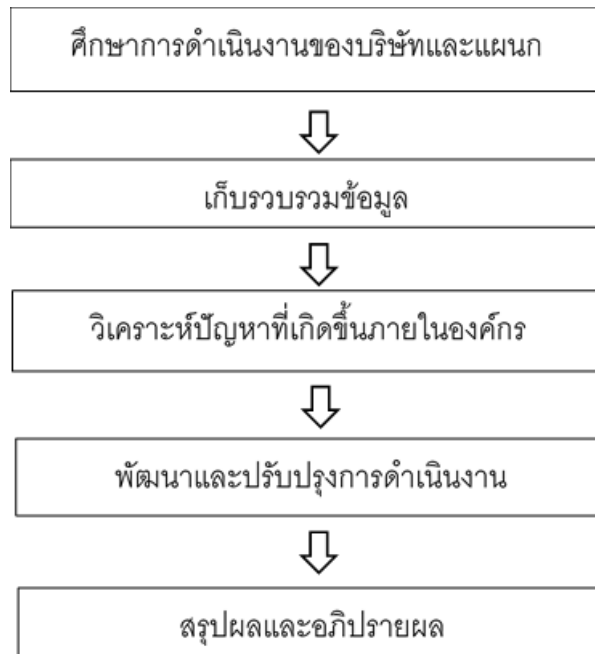 ศึกษาการดำเนินงานของบริษัทและแผนก
เก็บรวบรวมข้อมูล
วิเคราะห์ปัญหาที่เกิดขึ้นภายในองค์กร
พัฒนาและปรับปรุงการดำเนินงาน
สรุปผลและอภิปรายผล